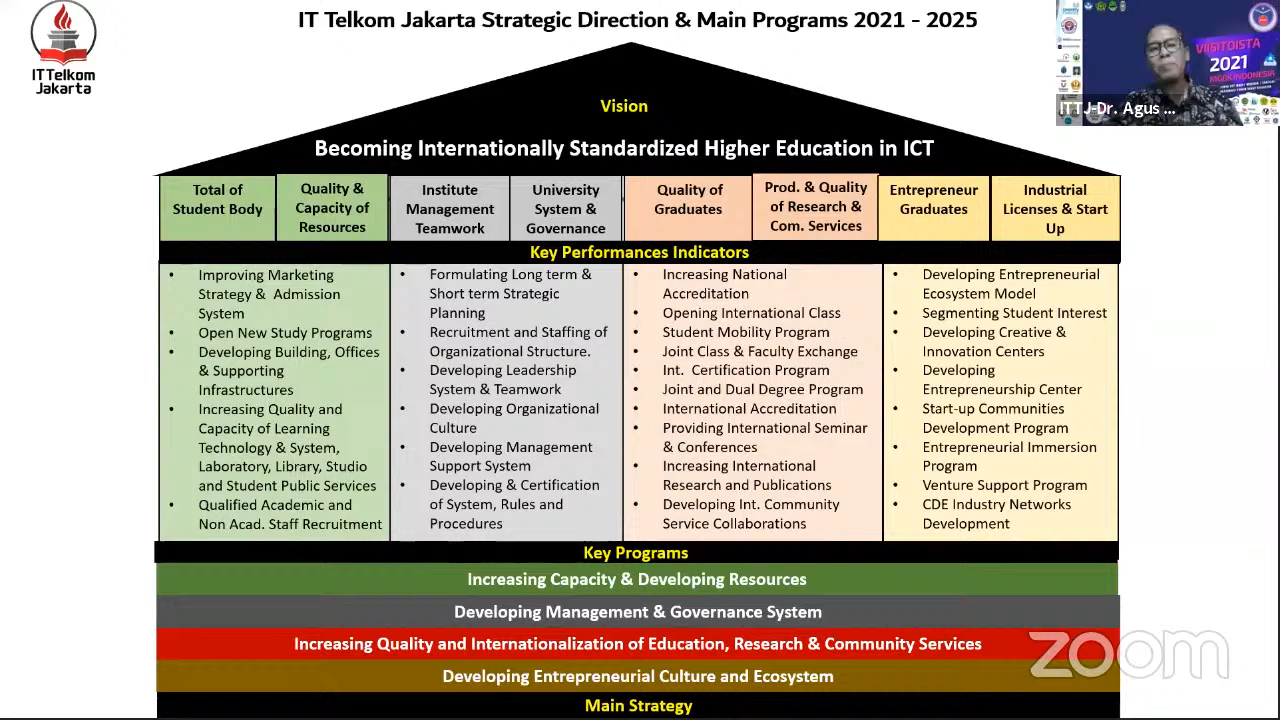 IT Telkom Jakarta Strategic Direction & Main Programs 2021 - 2025
IT Telkom
Jakarta
VIISITOISTA
2021
MGBK INDONESIA
ITTJ-Dr. Agus ...
Vision
Becoming Internationally Standardized Higher Education in ICT
Total of
Student Body
Quality &
Capacity of
Resources
Institute
Management
Teamwork
University
System &
Governance
Quality of
Graduates
Prod. & Quality
of Research &
Com. Services
Entrepreneur
Graduates
Industrial
Licenses & Start
Up
Key Performances Indicators
• Improving Marketing
Strategy & Admission
System
• Open New Study Programs
• Developing Building, Offices
& Supporting
Infrastructures
• Increasing Quality and
Capacity of Learning
Technology & System,
Laboratory, Library, Studio
and Student Public Services
• Qualified Academic and
Non Acad. Staff Recruitment
• Formulating Long term &
Short term Strategic
Planning
• Recruitment and Staffing of
Organizational Structure.
• Developing Leadership
System & Teamwork
• Developing Organizational
Culture
• Developing Management
Support System
• Developing & Certification
of System, Rules and
Procedures
• Increasing National
Accreditation
• Opening International Class
• Student Mobility Program
• Joint Class & Faculty Exchange
• Int. Certification Program
• Joint and Dual Degree Program
• International Accreditation
• Providing International Seminar
& Conferences
• Increasing International
Research and Publications
• Developing Int. Community
Service Collaborations
• Developing Entrepreneurial
Ecosystem Model
• Segmenting Student Interest
• Developing Creative &
Innovation Centers
• Developing
Entrepreneurship Center
• Start-up Communities
Development Program
• Entrepreneurial Immersion
Program
• Venture Support Program
• CDE Industry Networks
Development
Key Programs
Increasing Capacity & Developing Resources
Developing Management & Governance System
Increasing Quality and Internationalization of Education, Research & Community Services
Developing Entrepreneurial Culture and Ecosystem
Main Strategy
zoom